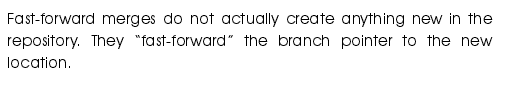 Fast-forward merges do not actually create anything new in the
repository. They “fast-forward” the branch pointer to the new
location.